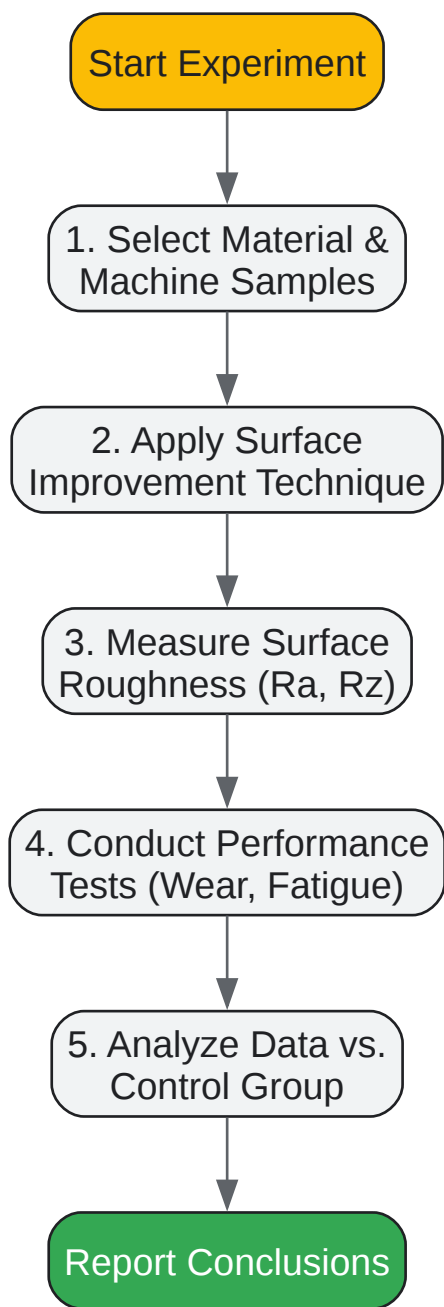 Start Experiment
1. Select Material &
Machine Samples
2. Apply Surface
Improvement Technique
3. Measure Surface
Roughness (Ra, Rz)
4. Conduct Performance
Tests (Wear, Fatigue)
5. Analyze Data vs.
Control Group
Report Conclusions